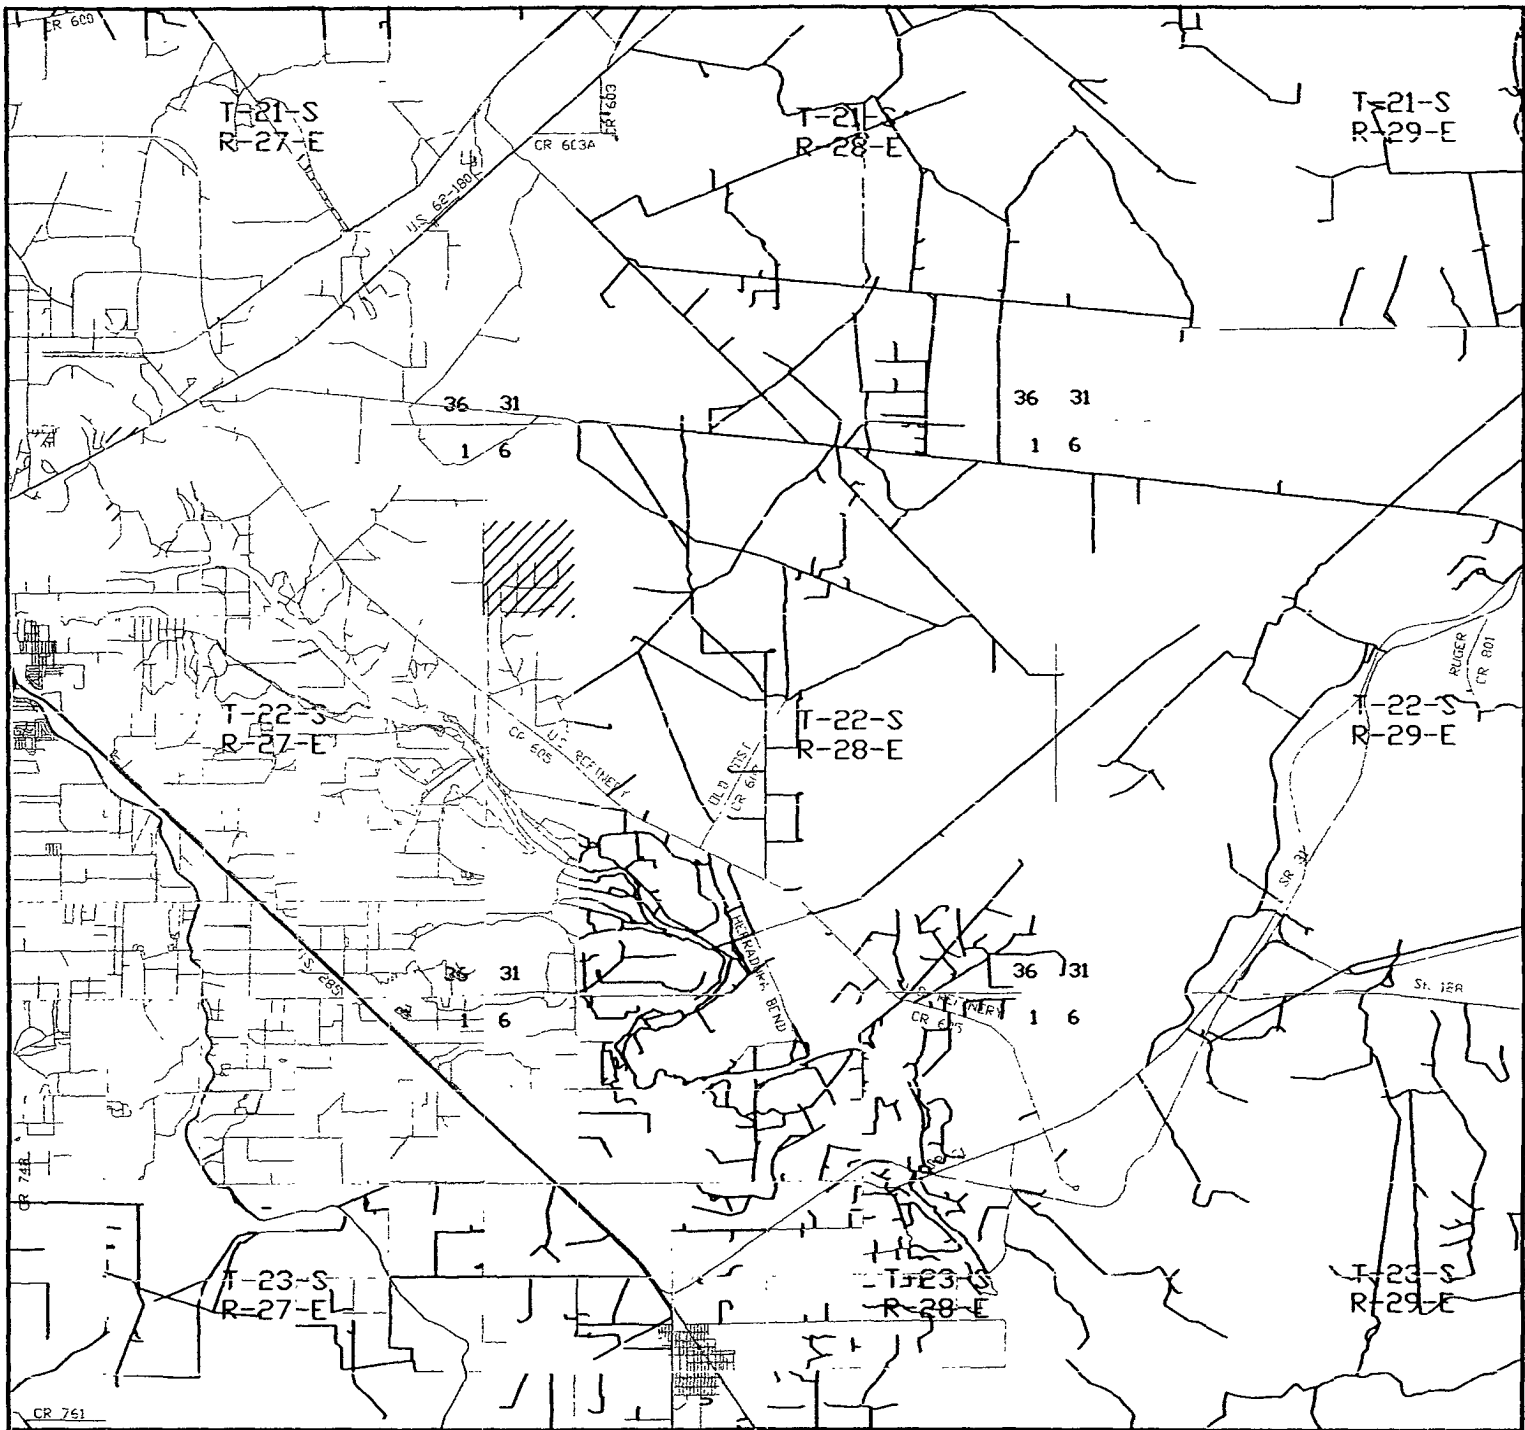 CR 600
T-21-S
R-27-E
CR 603
CR 603A
U.S. 62-180
T-21-S
R-28-E
T-21-S
R-29-E
36 31
1 6
36 31
1 6
T-22-S
R-27-E
U.S. REFINERY
CR 605
OLD
CR
T-22-S
R-28-E
RUGER
CR 801
T-22-S
R-29-E
SR 31
US 285
36 31
1 6
HERRADURA BEND
36 31
1 6
REFINERY
CR 605
CR 748
T-23-S
R-27-E
T-23-S
R-28-E
T-23-S
R-29-E
CR 761